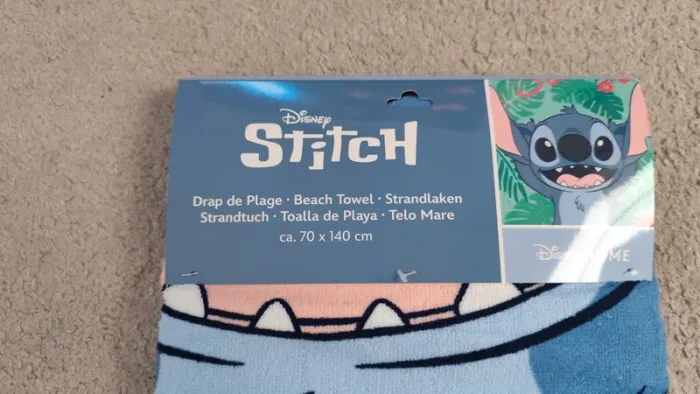 Disney
STITCH
Drap de Plage · Beach Towel · Strandlaken
Strandtuch · Toalla de Playa · Telo Mare
ca. 70 x 140 cm